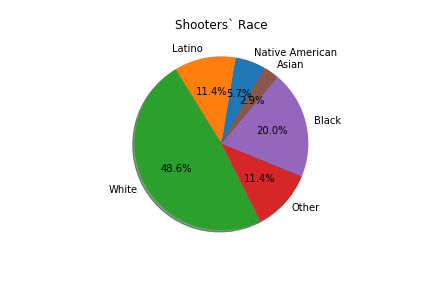 Shooters` Race
Latino
Native American
Asian
11.4%
5.7%
2.9%
Black
20.0%
48.6%
11.4%
White
Other